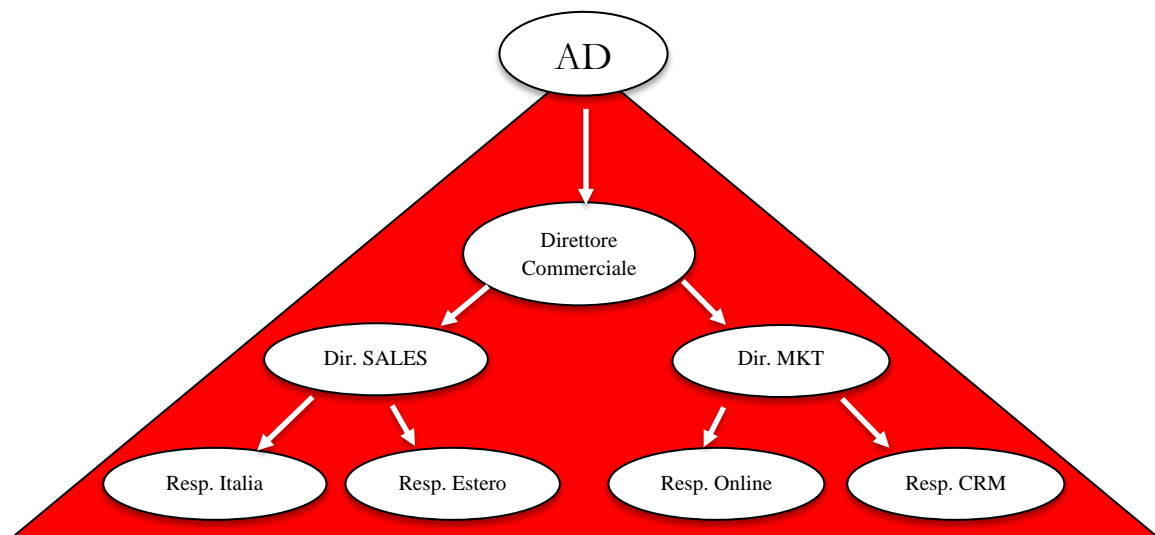 AD
Direttore
Commerciale
Dir. SALES
Dir. MKT
Resp. Italia
Resp. Estero
Resp. Online
Resp. CRM